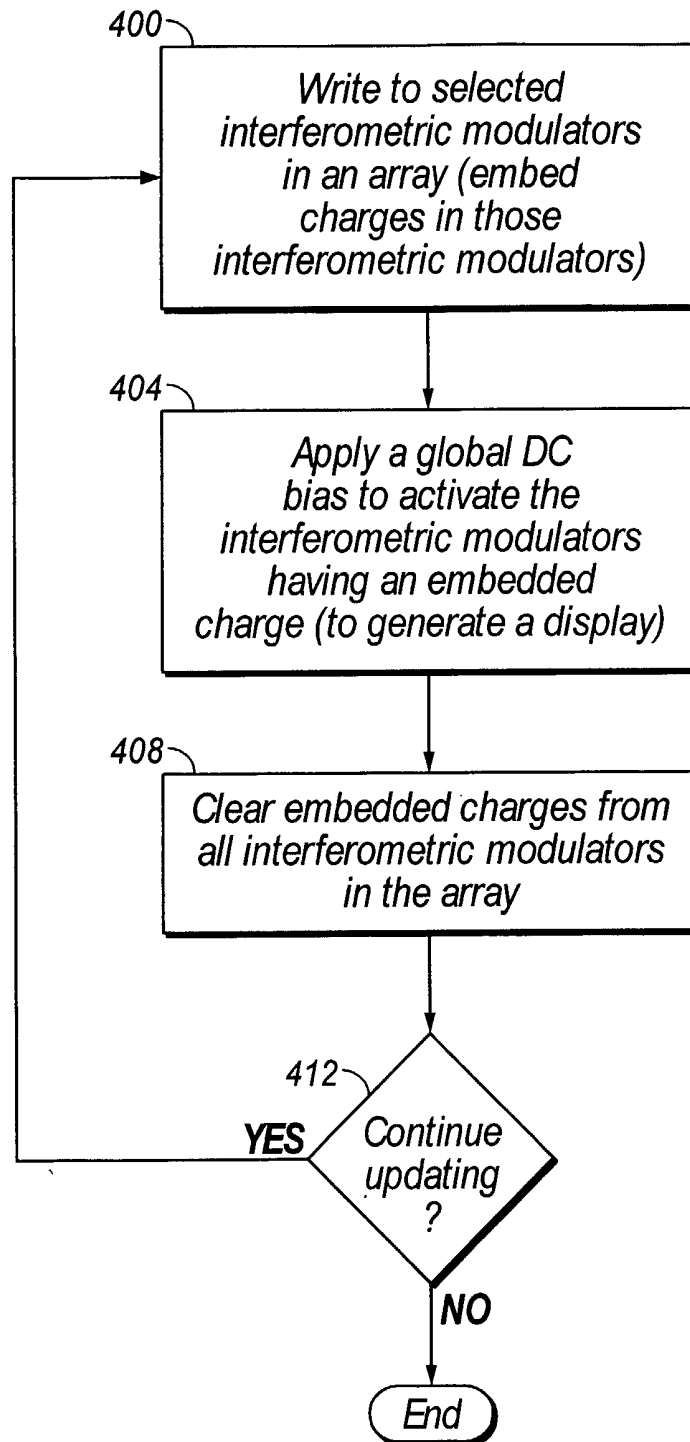 400
Write to selected
interferometric modulators
in an array (embed
charges in those
interferometric modulators)
404
Apply a global DC
bias to activate the
interferometric modulators
having an embedded
charge (to generate a display)
408
Clear embedded charges from
all interferometric modulators
in the array
412
YES
Continue
updating
?
NO
End